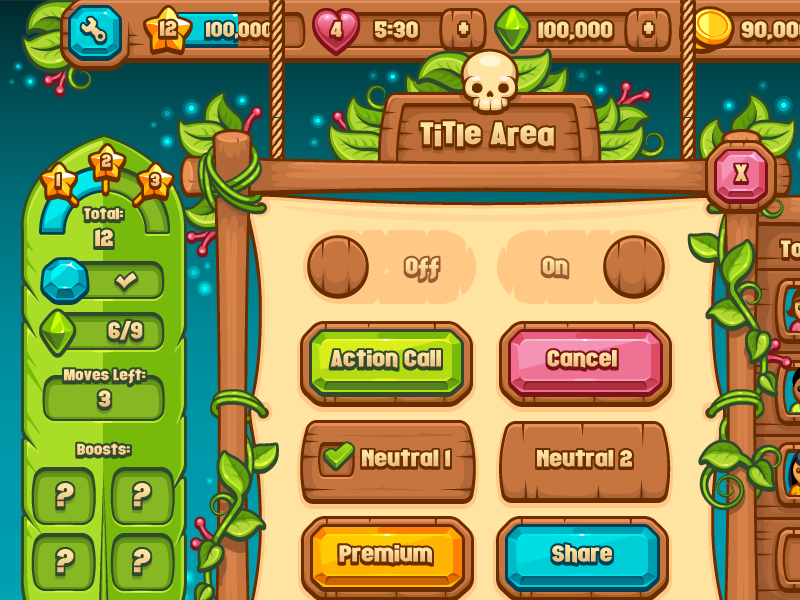 12 100,000
4 5:30 +
100,000 +
90,000
Title Area
X
1 2 3
Total:
12
6/9
Moves Left:
3
Boosts:
? ?
? ?
Off On
Action Call Cancel
Neutral 1 Neutral 2
Premium Share
To